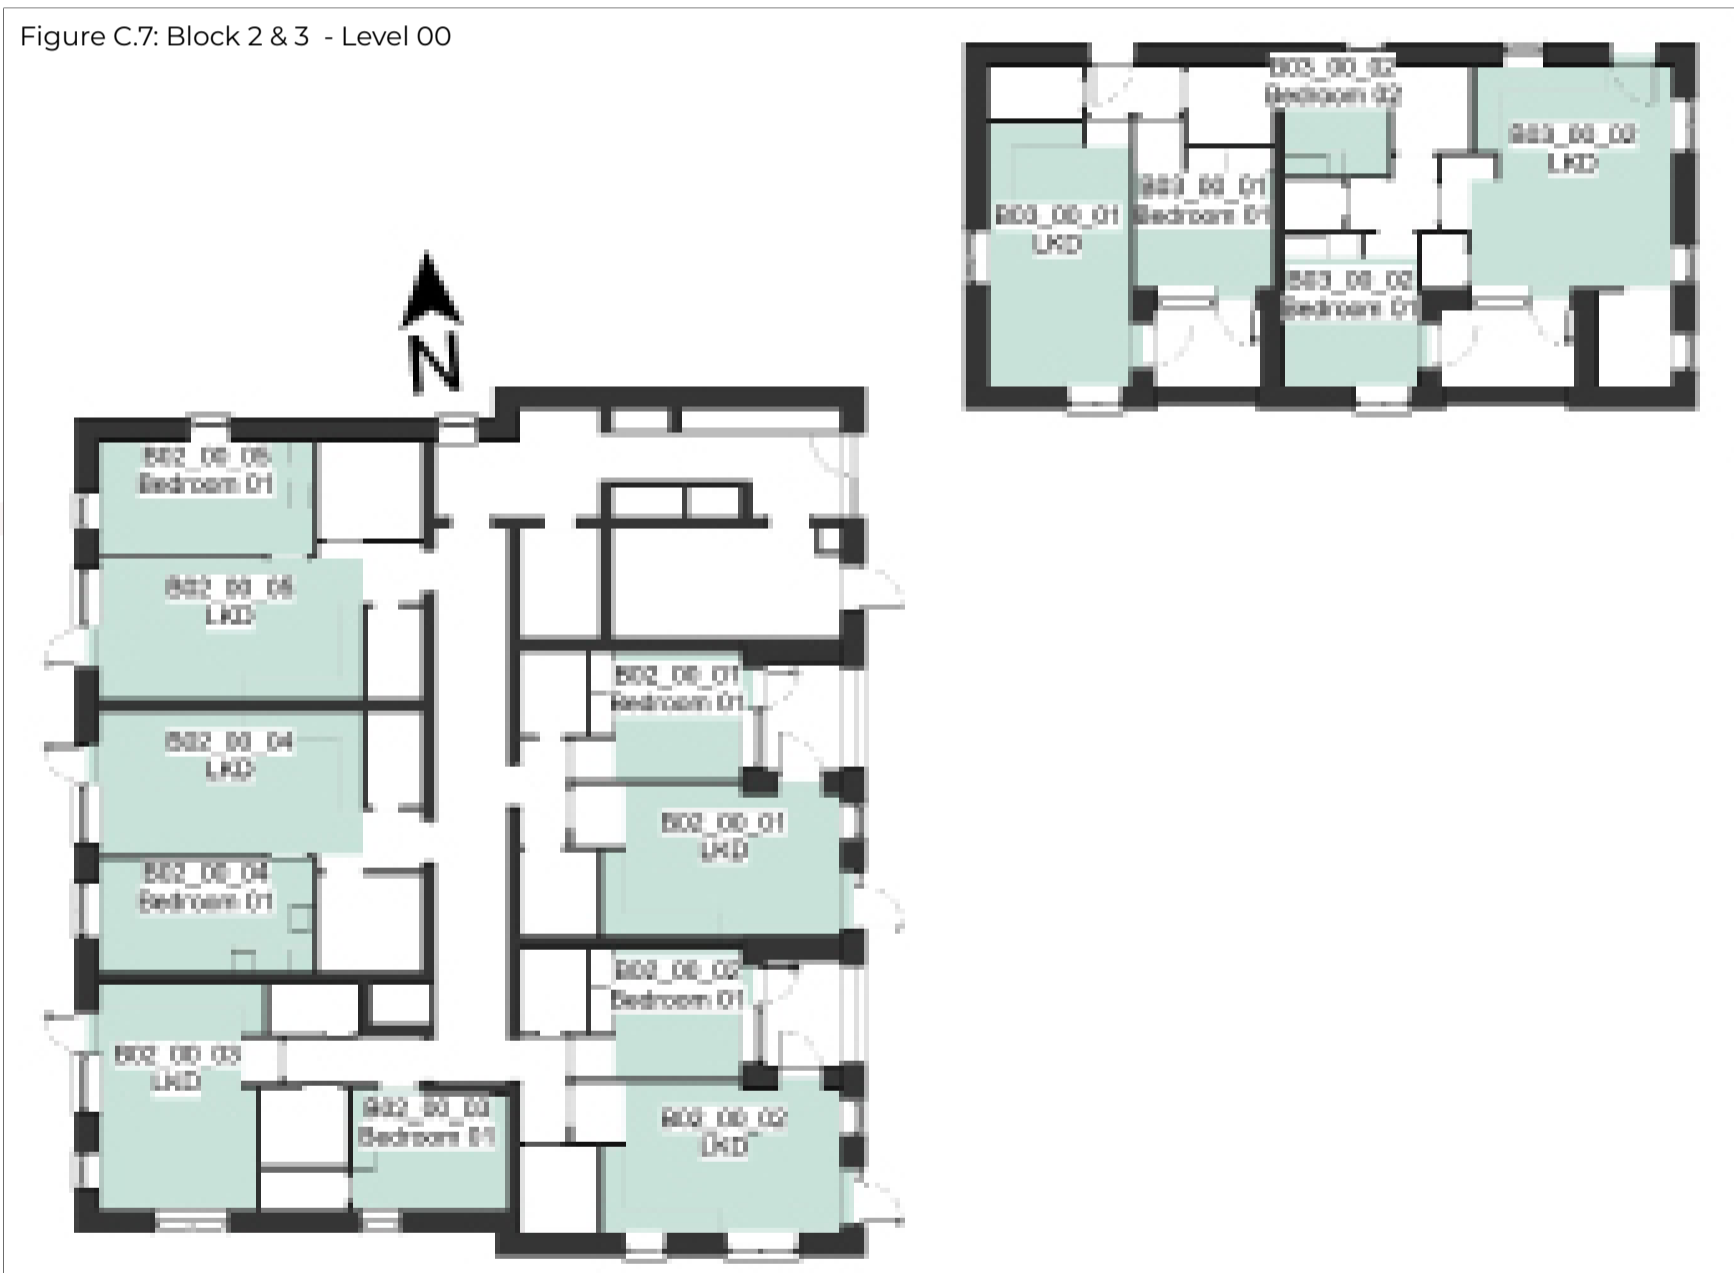 Figure C.7: Block 2 & 3 - Level 00
B03_00_02
Bedroom 02
B03_00_02
LKD
B03_00_01
Bedroom 01
B03_00_01
LKD
B03_00_02
Bedroom 01
N
B02_00_05
Bedroom 01
B02_00_05
LKD
B02_00_01
Bedroom 01
B02_00_04
LKD
B02_00_01
LKD
B02_00_04
Bedroom 01
B02_00_02
Bedroom 01
B02_00_03
LKD
B02_00_03
Bedroom 01
B02_00_02
LKD